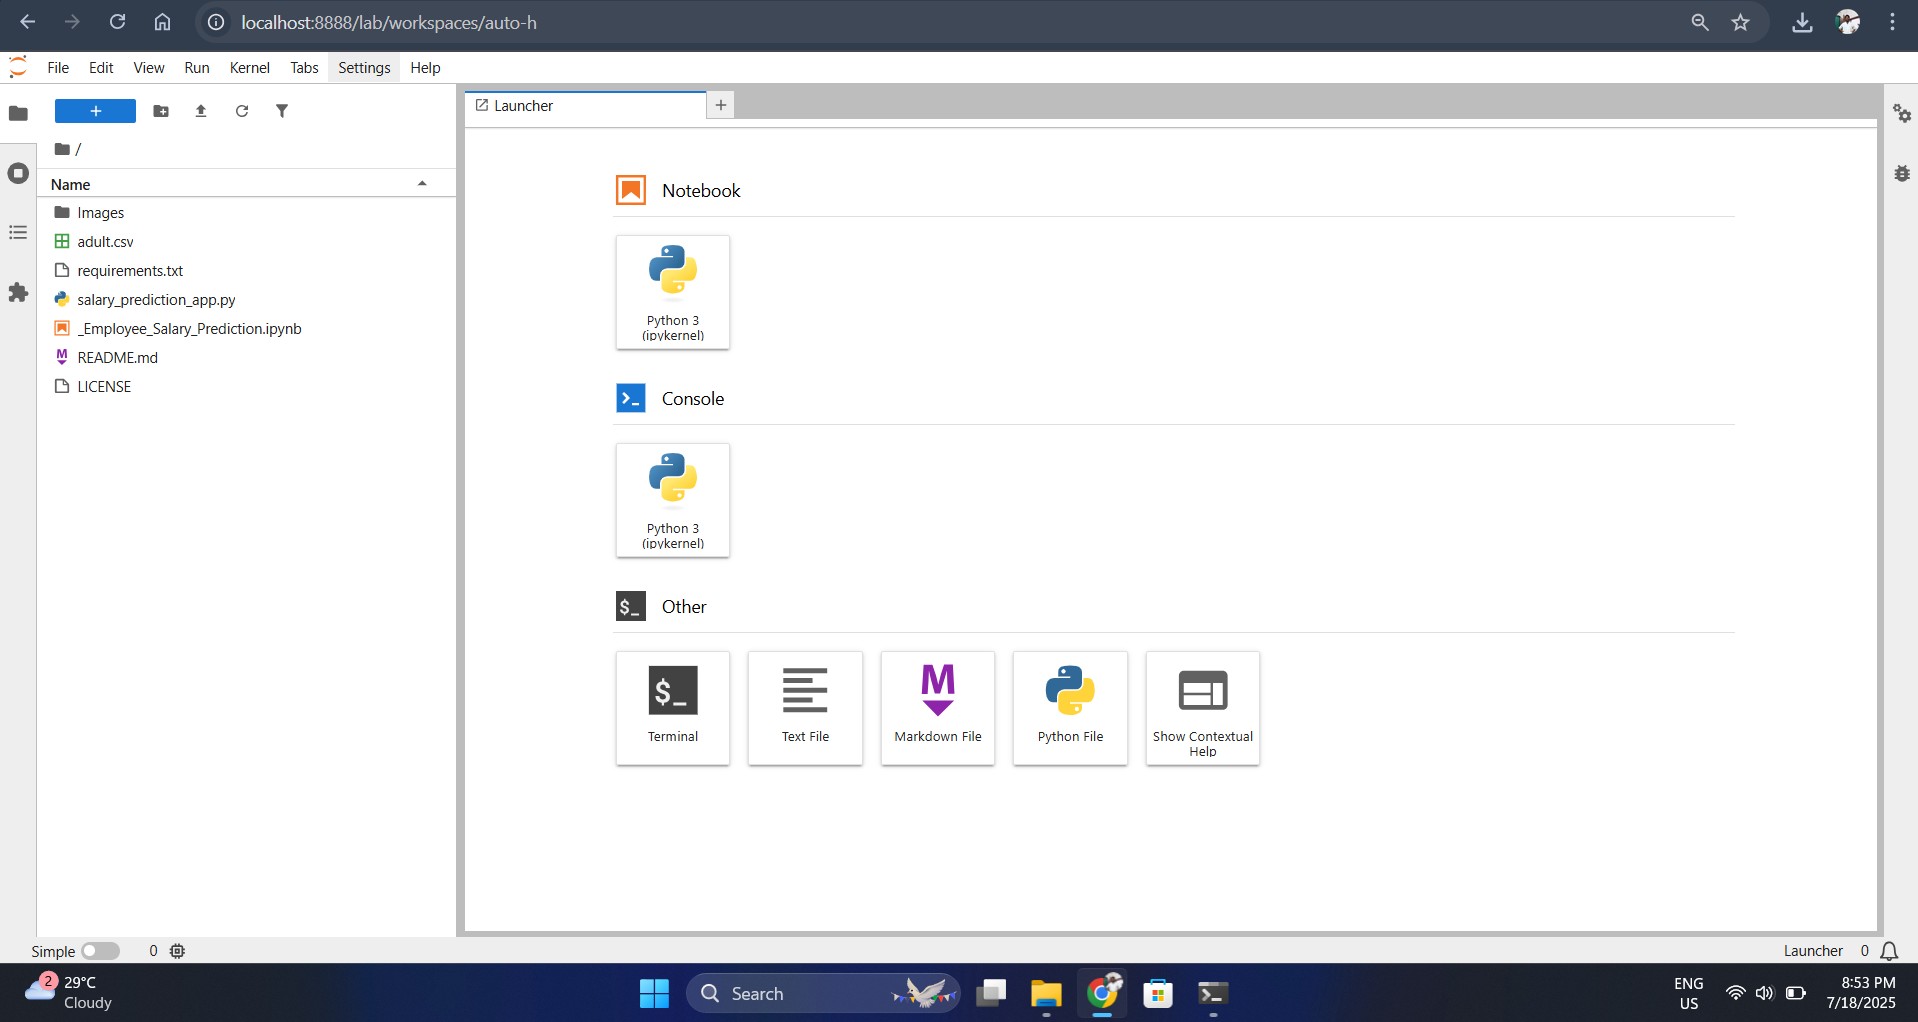 localhost:8888/lab/workspaces/auto-h
File Edit View Run Kernel Tabs Settings Help
+
Launcher
+
/
Name
Images
adult.csv
requirements.txt
salary_prediction_app.py
_Employee_Salary_Prediction.ipynb
README.md
LICENSE
Notebook
Python 3
(ipykernel)
>_ Console
Python 3
(ipykernel)
$_ Other
$_
Terminal
Text File
M
Markdown File
Python File
Show Contextual
Help
Simple 0
Launcher 0
2 29°C
Cloudy
Search
ENG
US
8:53 PM
7/18/2025